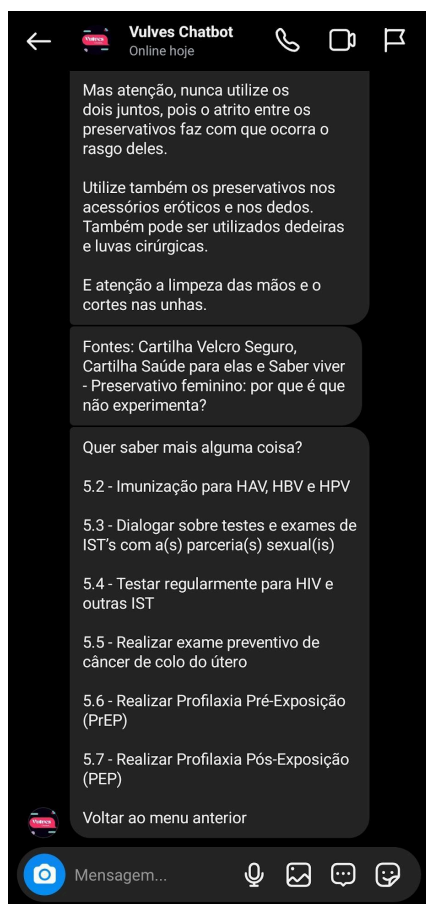 Vulves Chatbot
Online hoje
Mas atenção, nunca utilize os
dois juntos, pois o atrito entre os
preservativos faz com que ocorra o
rasgo deles.
Utilize também os preservativos nos
acessórios eróticos e nos dedos.
Também pode ser utilizados dedeiras
e luvas cirúrgicas.
E atenção a limpeza das mãos e o
cortes nas unhas.
Fontes: Cartilha Velcro Seguro,
Cartilha Saúde para elas e Saber viver
- Preservativo feminino: por que é que
não experimenta?
Quer saber mais alguma coisa?
5.2 - Imunização para HAV, HBV e HPV
5.3 - Dialogar sobre testes e exames de
IST's com a(s) parceria(s) sexual(is)
5.4 - Testar regularmente para HIV e
outras IST
5.5 - Realizar exame preventivo de
câncer de colo do útero
5.6 - Realizar Profilaxia Pré-Exposição
(PrEP)
5.7 - Realizar Profilaxia Pós-Exposição
(PEP)
Voltar ao menu anterior
Mensagem...